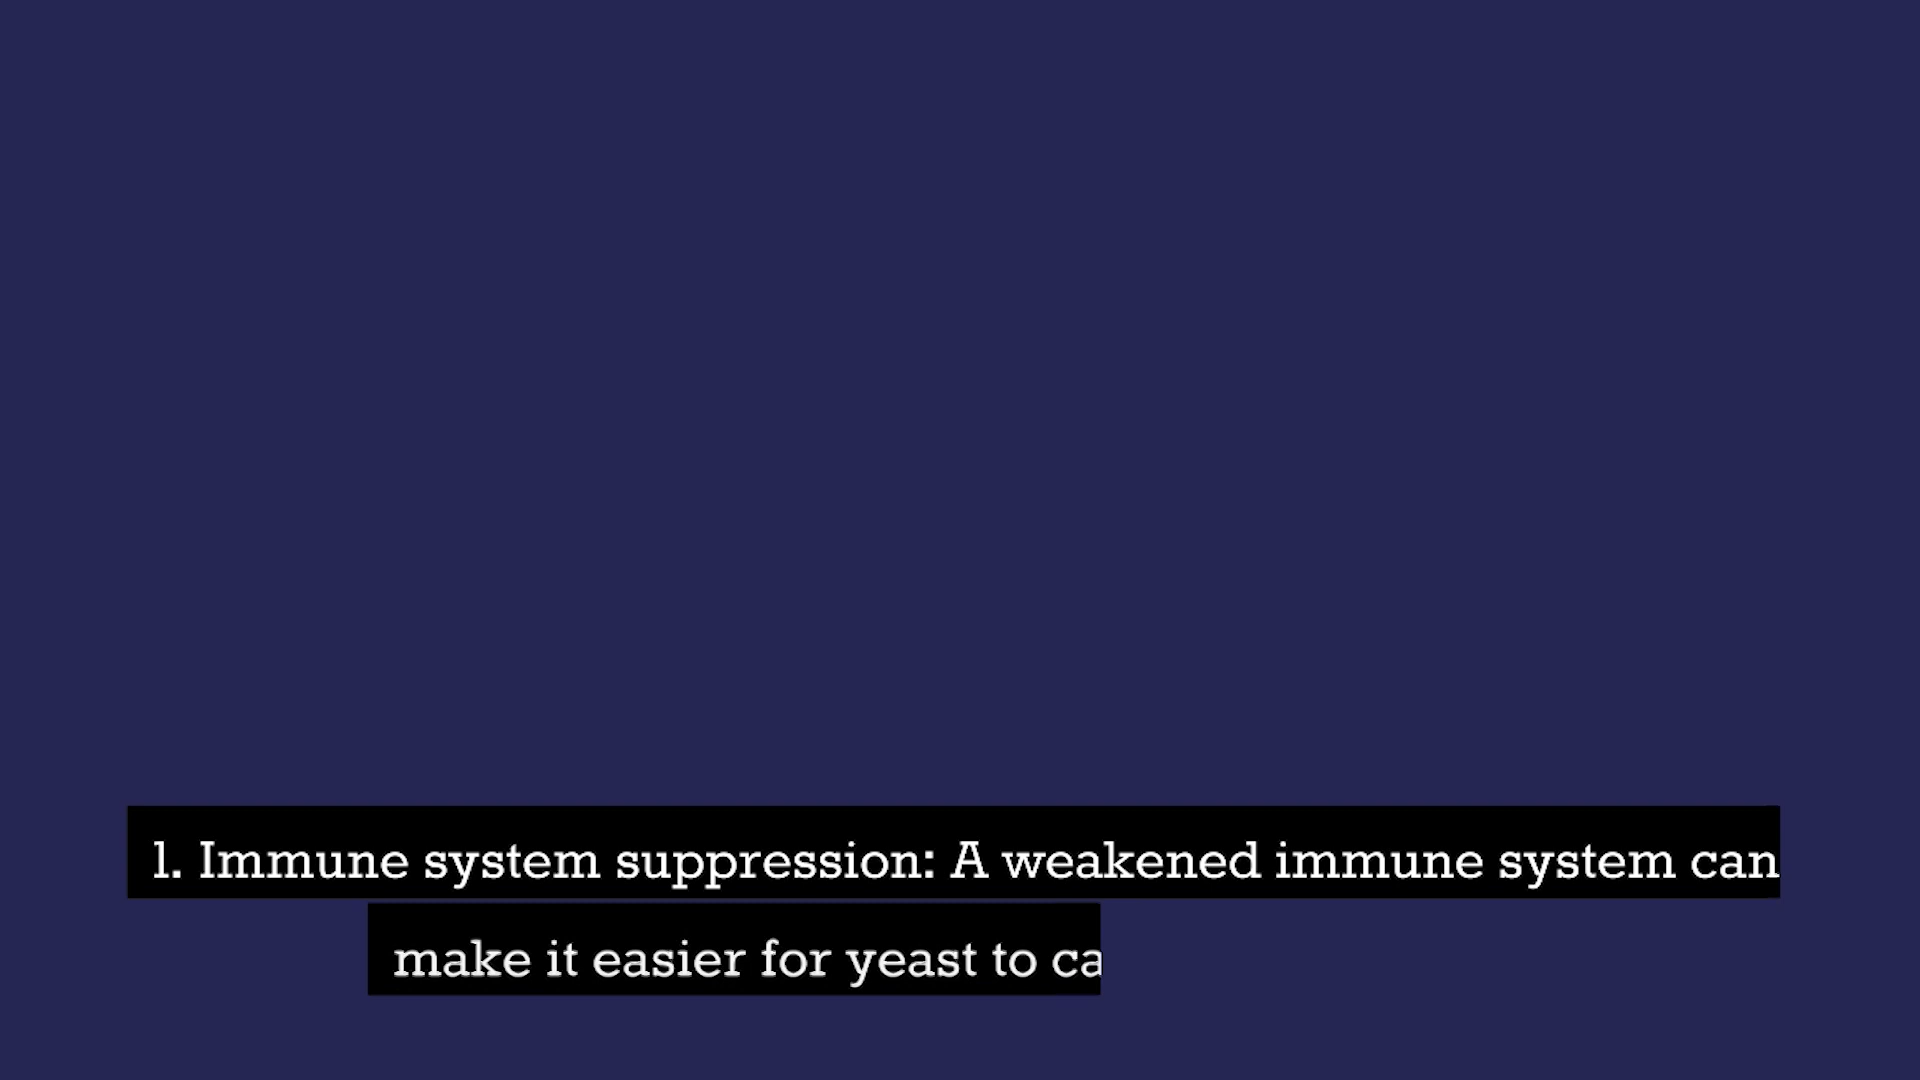 1. Immune system suppression: A weakened immune system can
make it easier for yeast to ca